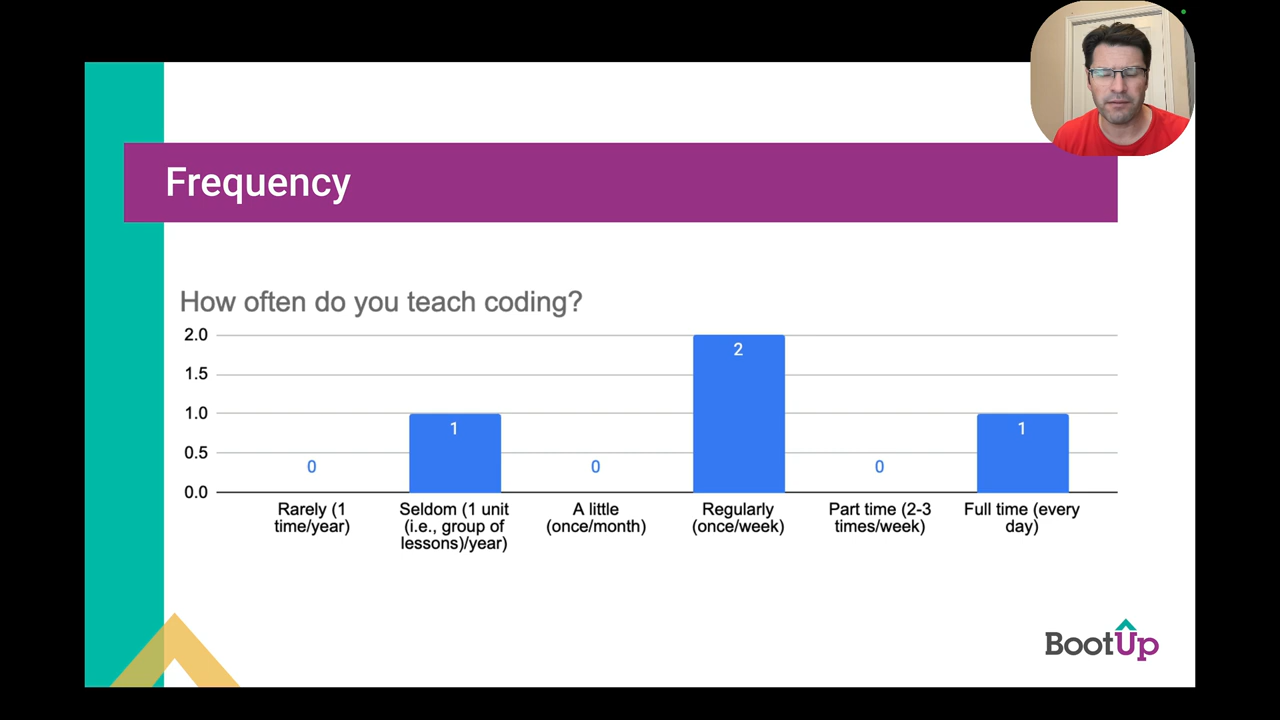 Frequency
How often do you teach coding?
2.0
2
1.5
1.0
1
1
0.5
0
0
0
0.0
Rarely (1
time/year)
Seldom (1 unit
(i.e., group of
lessons)/year)
A little
(once/month)
Regularly
(once/week)
Part time (2-3
times/week)
Full time (every
day)
BootUp